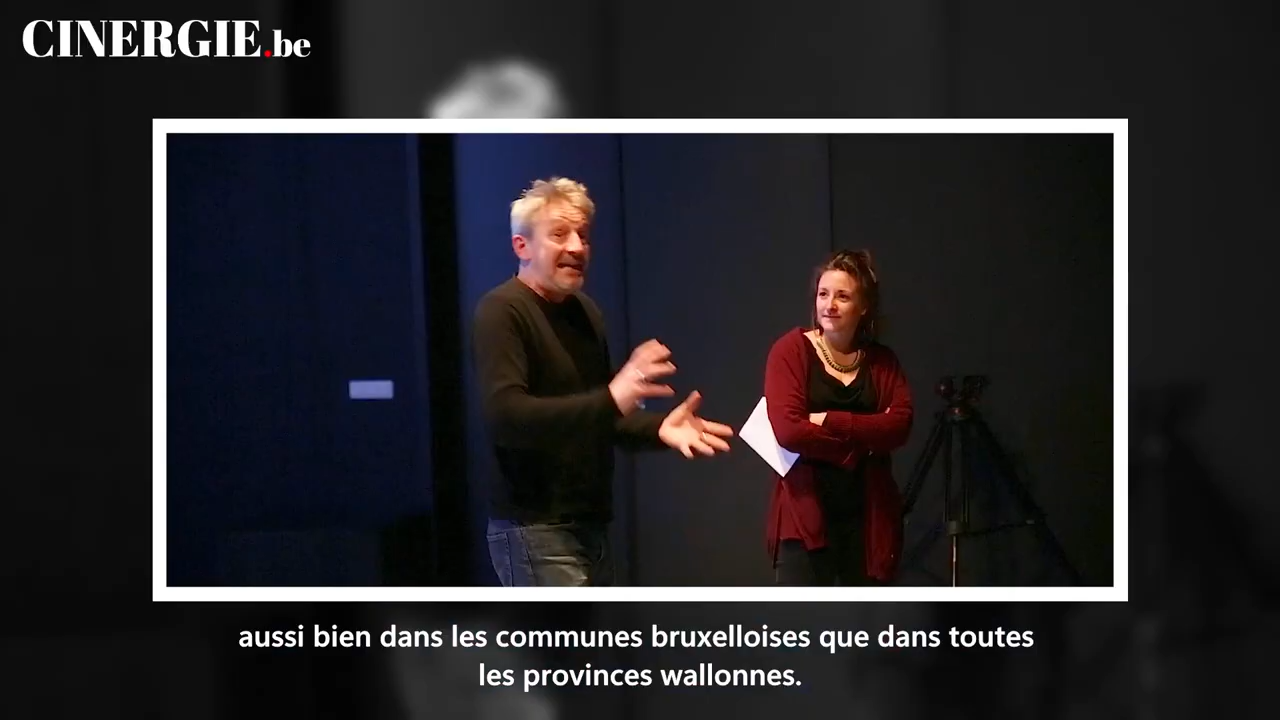 CINERGIE.be
aussi bien dans les communes bruxelloises que dans toutes
les provinces wallonnes.